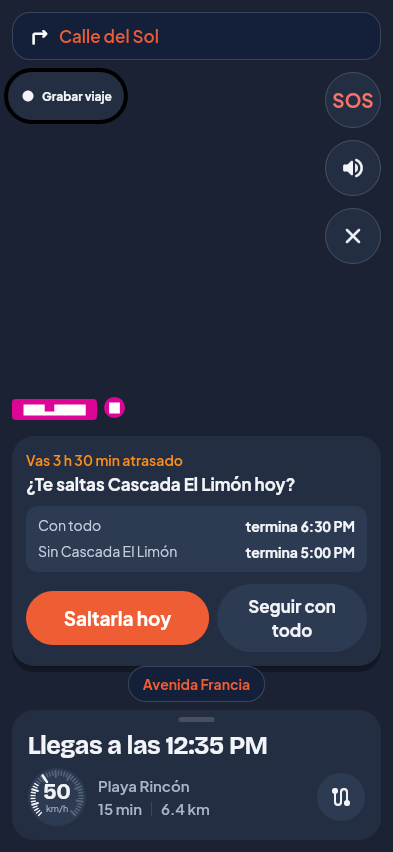 Calle del Sol
Grabar viaje
SOS
Vas 3 h 30 min atrasado
¿Te saltas Cascada El Limón hoy?
Con todo termina 6:30 PM
Sin Cascada El Limón termina 5:00 PM
Saltarla hoy
Seguir con
todo
Avenida Francia
Llegas a las 12:35 PM
50
km/h
Playa Rincón
15 min 6.4 km